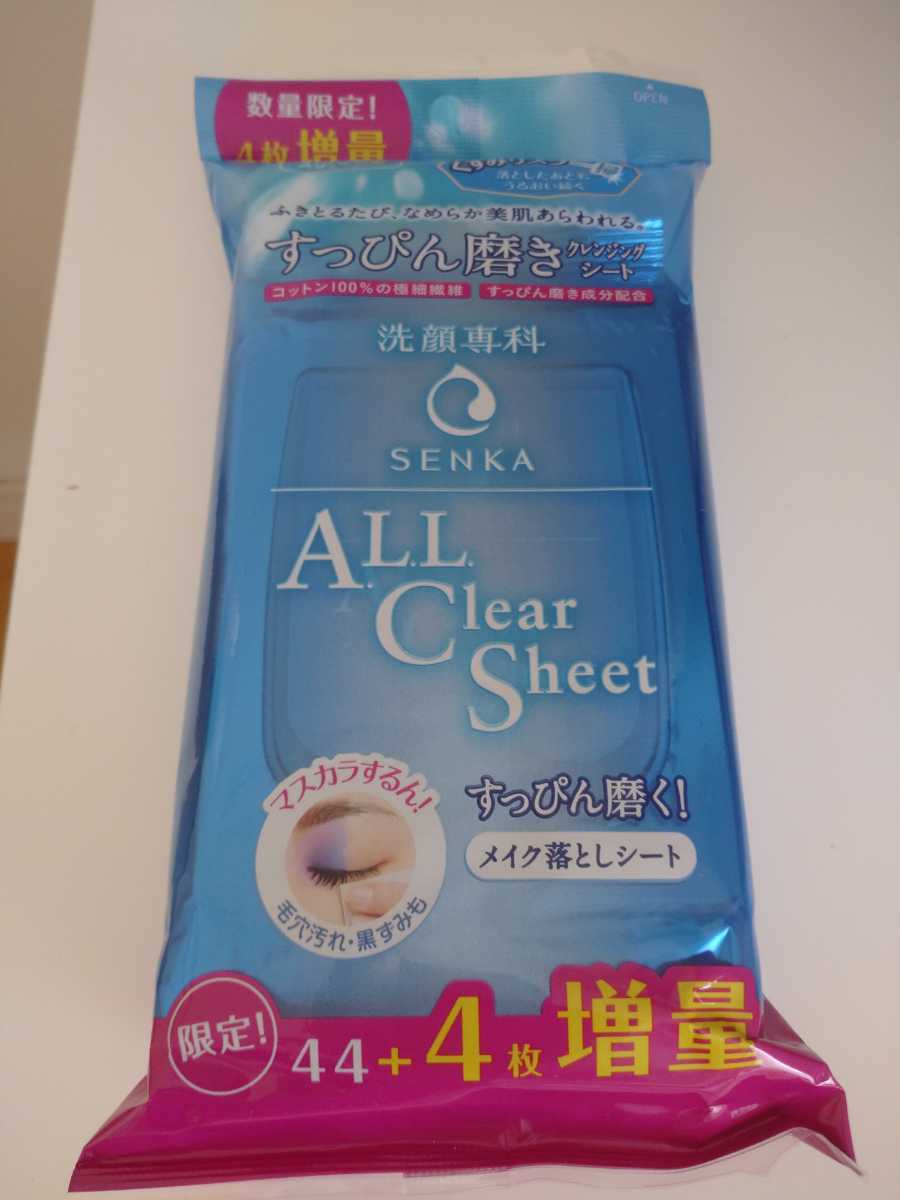 数量限定!
4枚増量
OPEN
落としたあとも
うるおい続く
ふきとるたび、なめらか美肌あらわれる。
すっぴん磨き クレンジング
シート
コットン100%の極細繊維 すっぴん磨き成分配合
洗顔専科
SENKA
A.L.L.
Clear
Sheet
マスカラするん!
毛穴汚れ・黒ずみも
すっぴん磨く!
メイク落としシート
限定!
44+4枚増量